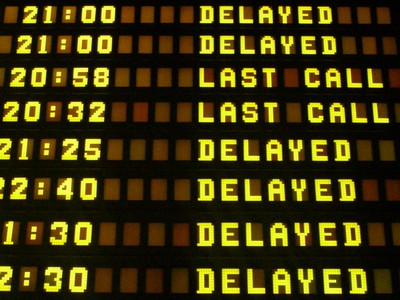 21:00 DELAYED
21:00 DELAYED
20:58 LAST CALL
20:32 LAST CALL
21:25 DELAYED
22:40 DELAYED
1:30 DELAYED
2:30 DELAYED